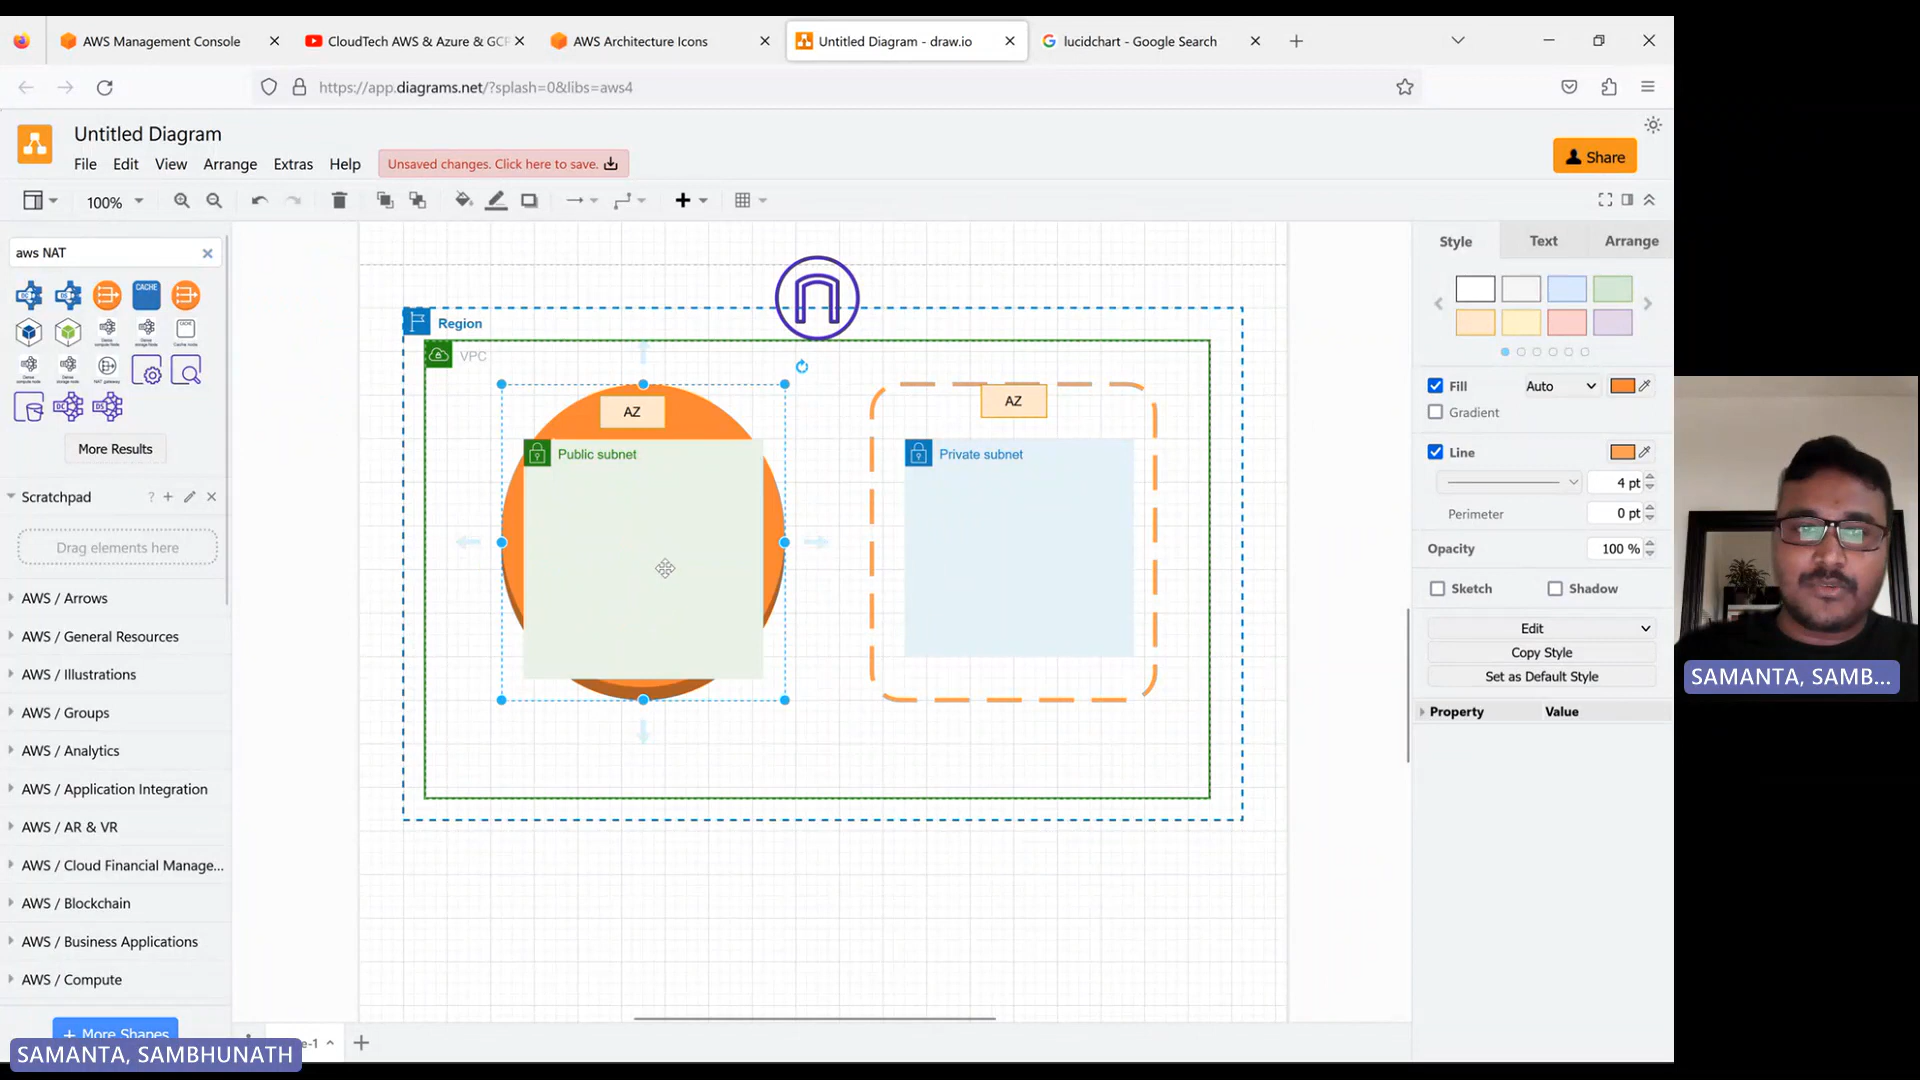 AWS Management Console
CloudTech AWS & Azure & GCP
AWS Architecture Icons
Untitled Diagram - draw.io
lucidchart - Google Search
https://app.diagrams.net/?splash=0&libs=aws4
Untitled Diagram
File Edit View Arrange Extras Help
Unsaved changes. Click here to save.
Share
100%
aws NAT
CACHE
More Results
Scratchpad
?
Drag elements here
AWS / Arrows
AWS / General Resources
AWS / Illustrations
AWS / Groups
AWS / Analytics
AWS / Application Integration
AWS / AR & VR
AWS / Cloud Financial Manage...
AWS / Blockchain
AWS / Business Applications
AWS / Compute
+ More Shapes
Region
VPC
AZ
Public subnet
AZ
Private subnet
Style Text Arrange
Fill Auto
Gradient
Line
4 pt
Perimeter 0 pt
Opacity 100 %
Sketch Shadow
Edit
Copy Style
Set as Default Style
Property Value
SAMANTA, SAMB...
SAMANTA, SAMBHUNATH